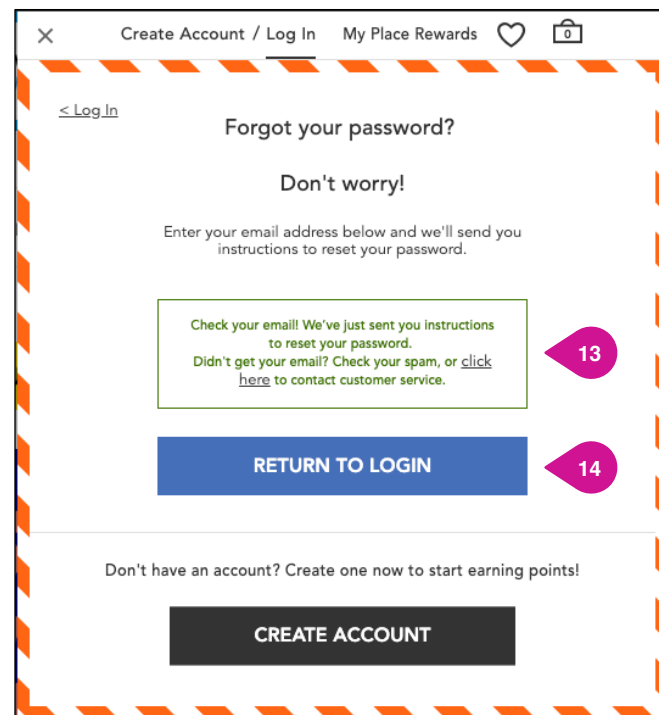 Create Account / Log In My Place Rewards 0
< Log In
Forgot your password?
Don't worry!
Enter your email address below and we'll send you
instructions to reset your password.
Check your email! We've just sent you instructions
to reset your password.
Didn't get your email? Check your spam, or click
here to contact customer service.
13
RETURN TO LOGIN
14
Don't have an account? Create one now to start earning points!
CREATE ACCOUNT